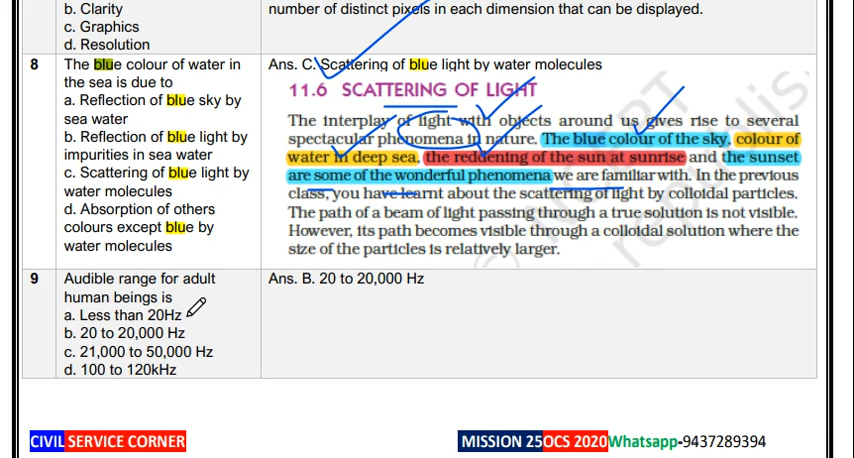 b. Clarity
c. Graphics
d. Resolution
number of distinct pixels in each dimension that can be displayed.
8
The blue colour of water in
the sea is due to
a. Reflection of blue sky by
sea water
b. Reflection of blue light by
impurities in sea water
c. Scattering of blue light by
water molecules
d. Absorption of others
colours except blue by
water molecules
Ans. C. Scattering of blue light by water molecules
11.6 SCATTERING OF LIGHT
The interplay of light with objects around us gives rise to several
spectacular phenomena in nature. The blue colour of the sky, colour of
water in deep sea, the reddening of the sun at sunrise and the sunset
are some of the wonderful phenomena we are familiar with. In the previous
class, you have learnt about the scattering of light by colloidal particles.
The path of a beam of light passing through a true solution is not visible.
However, its path becomes visible through a colloidal solution where the
size of the particles is relatively larger.
9
Audible range for adult
human beings is
a. Less than 20Hz
b. 20 to 20,000 Hz
c. 21,000 to 50,000 Hz
d. 100 to 120kHz
Ans. B. 20 to 20,000 Hz
CIVIL SERVICE CORNER
MISSION 25OCS 2020Whatsapp-9437289394